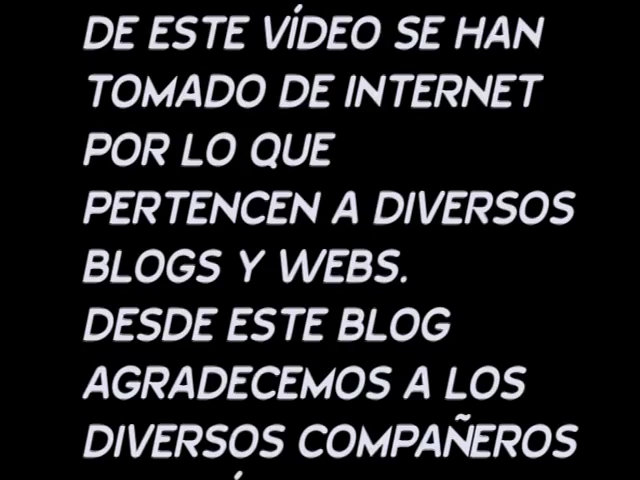 DE ESTE VÍDEO SE HAN
TOMADO DE INTERNET
POR LO QUE
PERTENCEN A DIVERSOS
BLOGS Y WEBS.
DESDE ESTE BLOG
AGRADECEMOS A LOS
DIVERSOS COMPAÑEROS